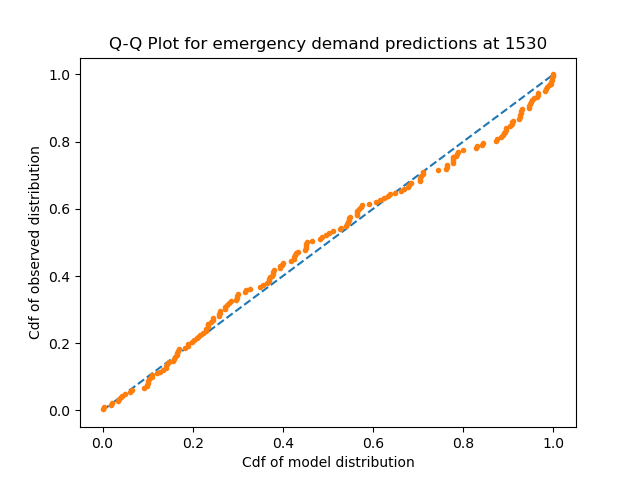 Q-Q Plot for emergency demand predictions at 1530
1.0
0.8
0.6
0.4
0.2
0.0
Cdf of observed distribution
0.0 0.2 0.4 0.6 0.8 1.0
Cdf of model distribution